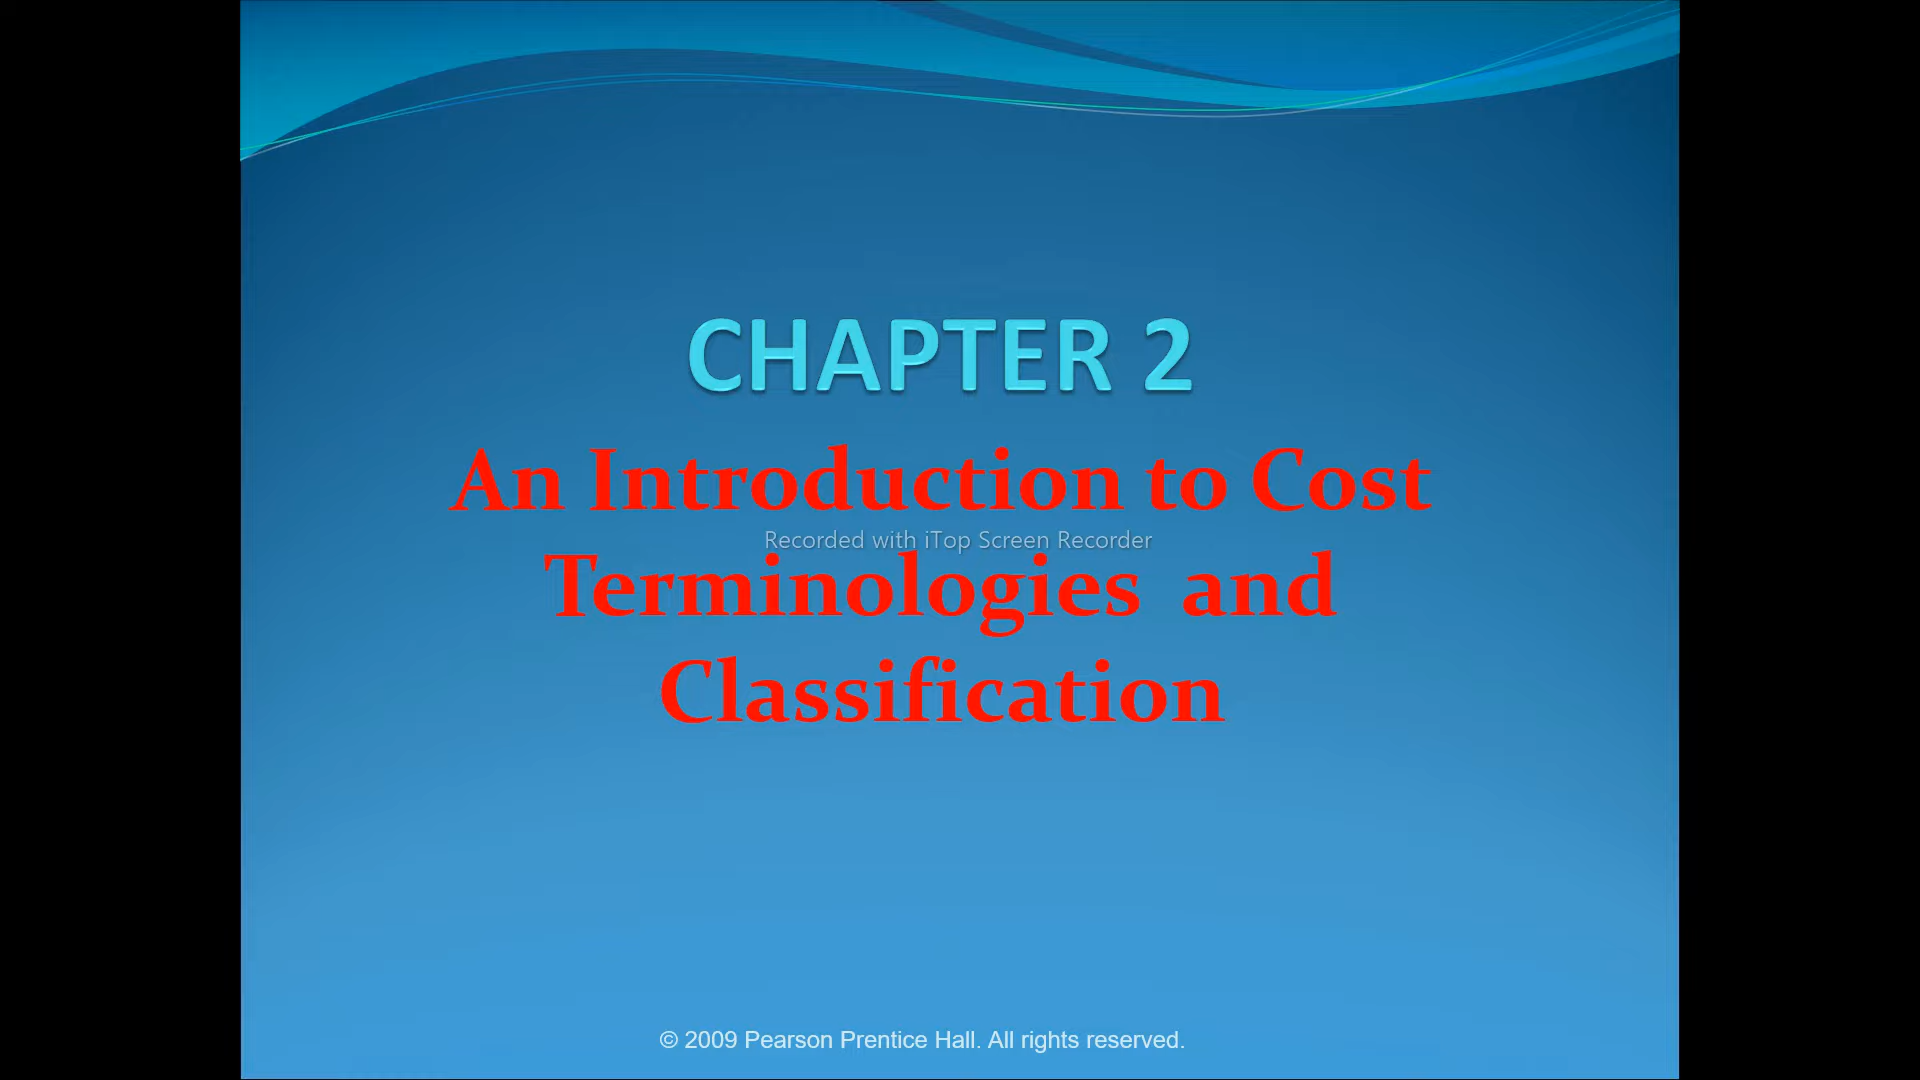 CHAPTER 2
An Introduction to Cost
Recorded with iTop Screen Recorder
Terminologies and
Classification
© 2009 Pearson Prentice Hall. All rights reserved.